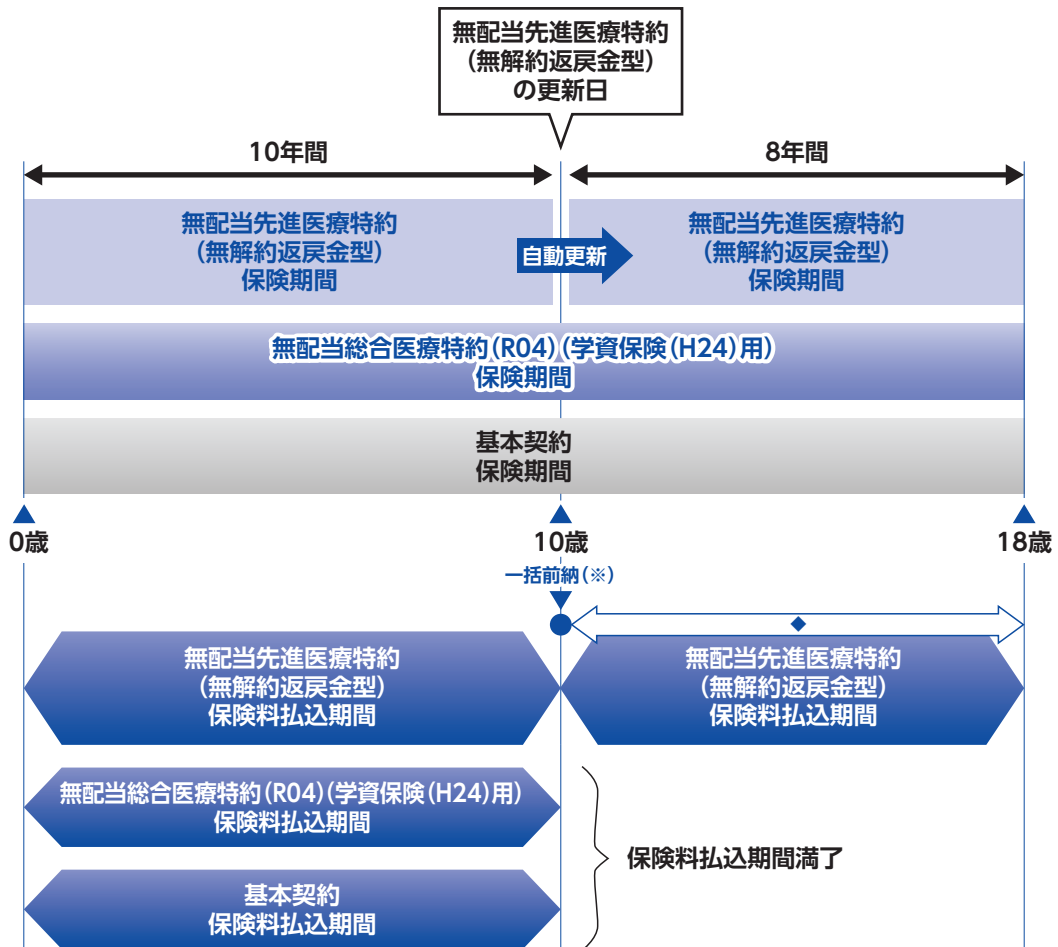 無配当先進医療特約
(無解約返戻金型)
の更新日
10年間
8年間
無配当先進医療特約
(無解約返戻金型)
保険期間
自動更新
無配当先進医療特約
(無解約返戻金型)
保険期間
無配当総合医療特約(R04)(学資保険(H24)用)
保険期間
基本契約
保険期間
0歳
10歳
18歳
一括前納(※)
無配当先進医療特約
(無解約返戻金型)
保険料払込期間
無配当先進医療特約
(無解約返戻金型)
保険料払込期間
無配当総合医療特約(R04)(学資保険(H24)用)
保険料払込期間
保険料払込期間満了
基本契約
保険料払込期間